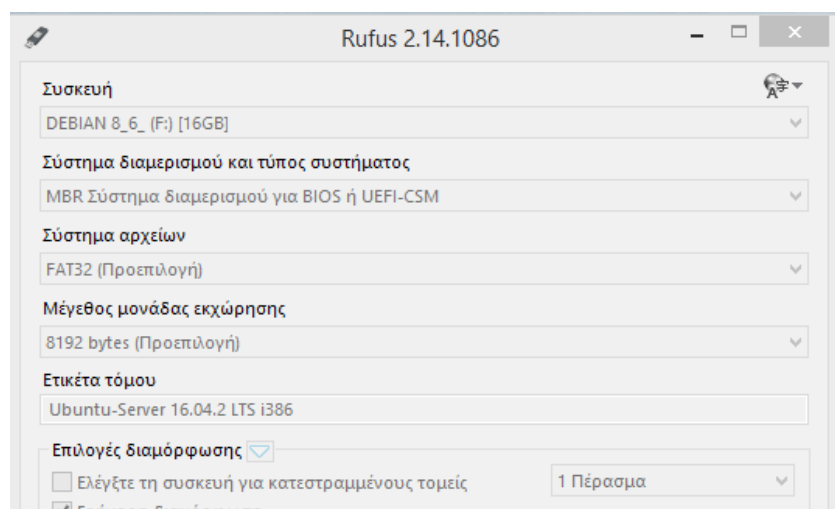 Rufus 2.14.1086
Συσκευή
DEBIAN 8_6_ (F:) [16GB]
Σύστημα διαμερισμού και τύπος συστήματος
MBR Σύστημα διαμερισμού για BIOS ή UEFI-CSM
Σύστημα αρχείων
FAT32 (Προεπιλογή)
Μέγεθος μονάδας εκχώρησης
8192 bytes (Προεπιλογή)
Ετικέτα τόμου
Ubuntu-Server 16.04.2 LTS i386
Επιλογές διαμόρφωσης
Ελέγξτε τη συσκευή για κατεστραμμένους τομείς 1 Πέρασμα